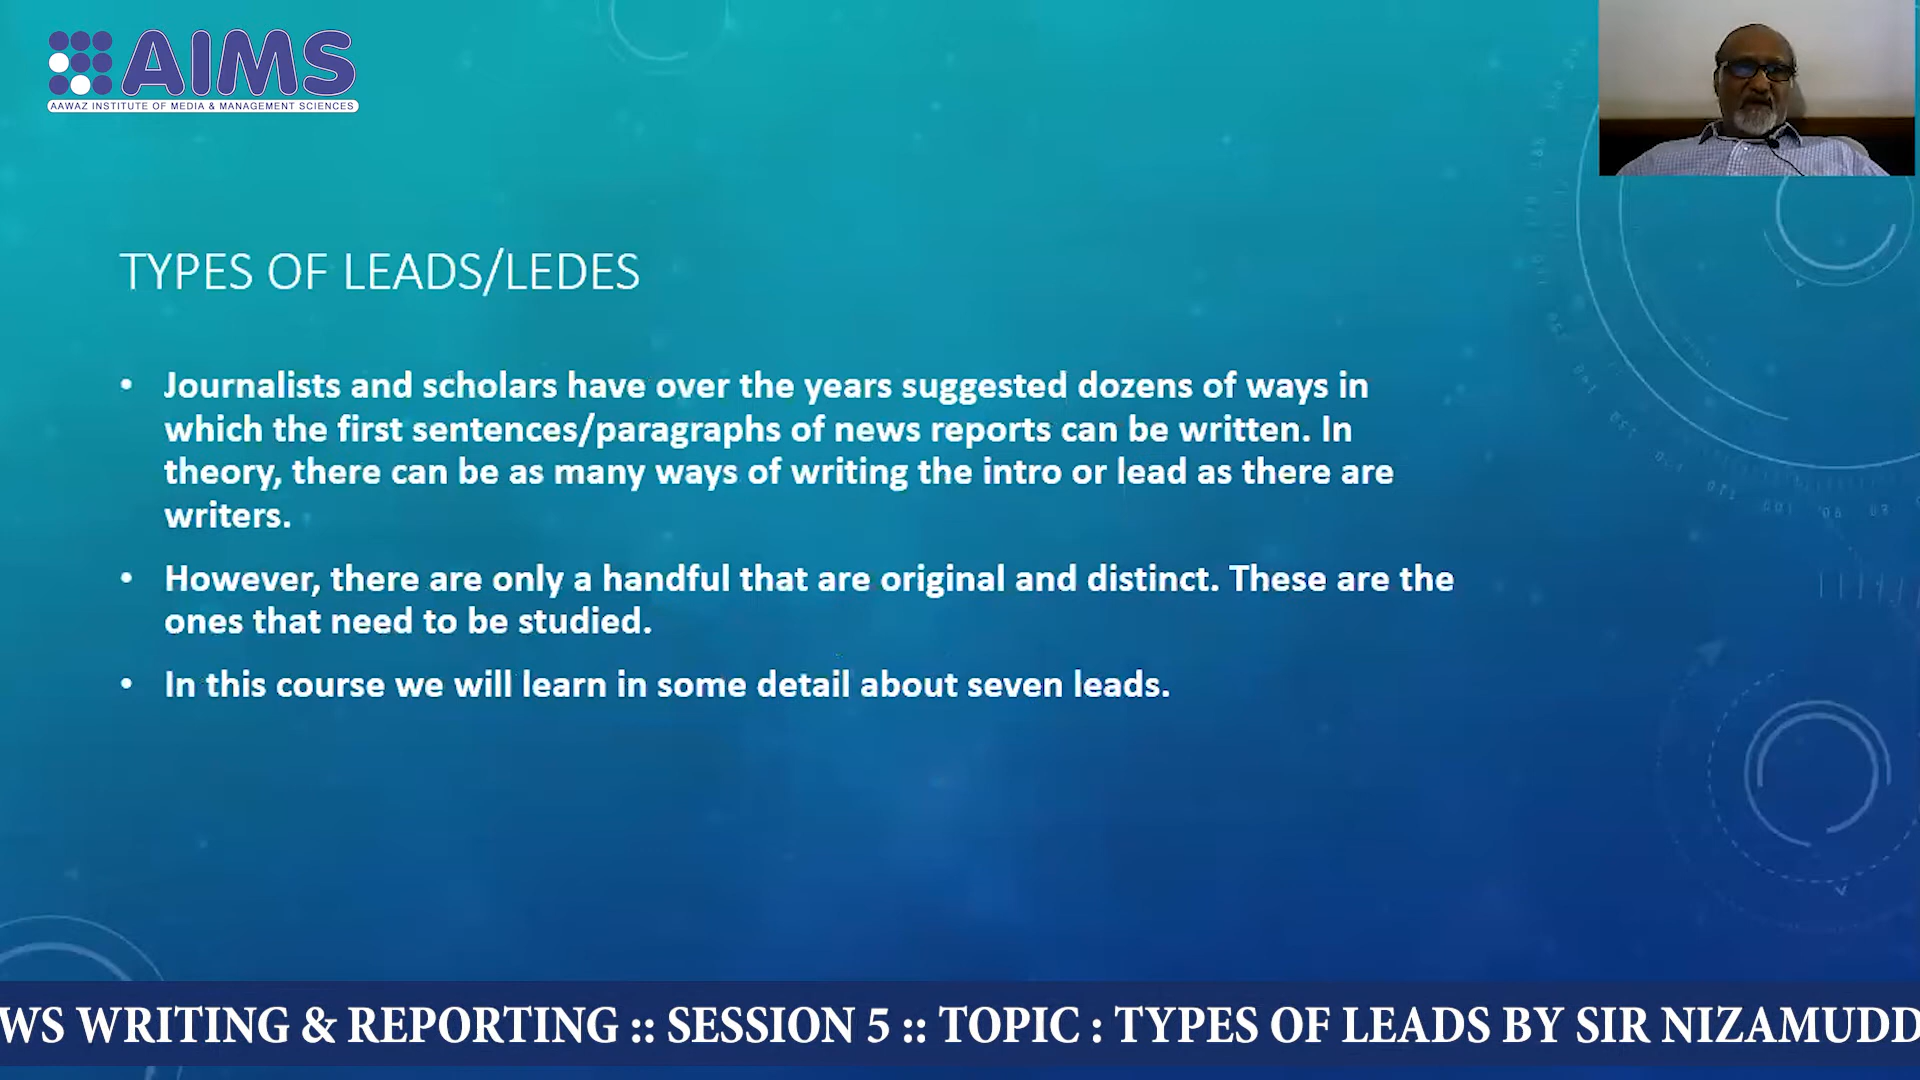 AIMS
AAWAZ INSTITUTE OF MEDIA & MANAGEMENT SCIENCES
TYPES OF LEADS/LEDES
• Journalists and scholars have over the years suggested dozens of ways in
which the first sentences/paragraphs of news reports can be written. In
theory, there can be as many ways of writing the intro or lead as there are
writers.
• However, there are only a handful that are original and distinct. These are the
ones that need to be studied.
• In this course we will learn in some detail about seven leads.
WS WRITING & REPORTING :: SESSION 5 :: TOPIC : TYPES OF LEADS BY SIR NIZAMUDD